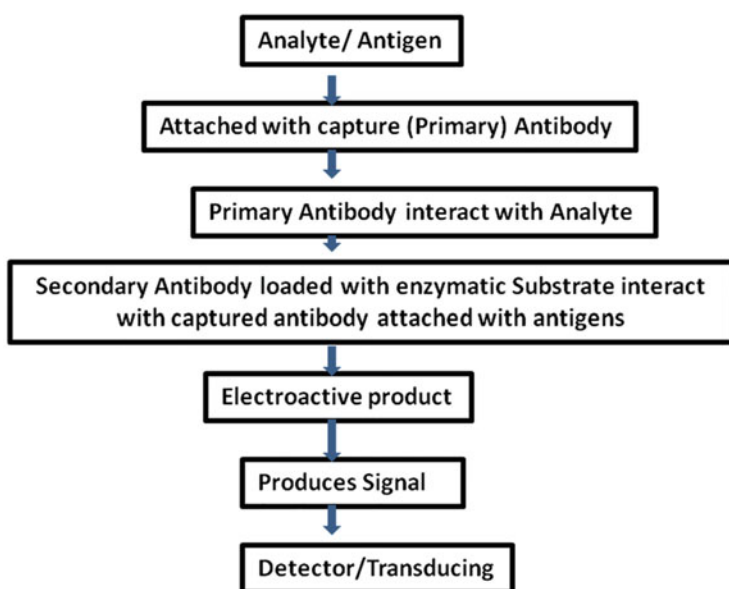 Analyte/ Antigen
Attached with capture (Primary) Antibody
Primary Antibody interact with Analyte
Secondary Antibody loaded with enzymatic Substrate interact
with captured antibody attached with antigens
Electroactive product
Produces Signal
Detector/Transducing